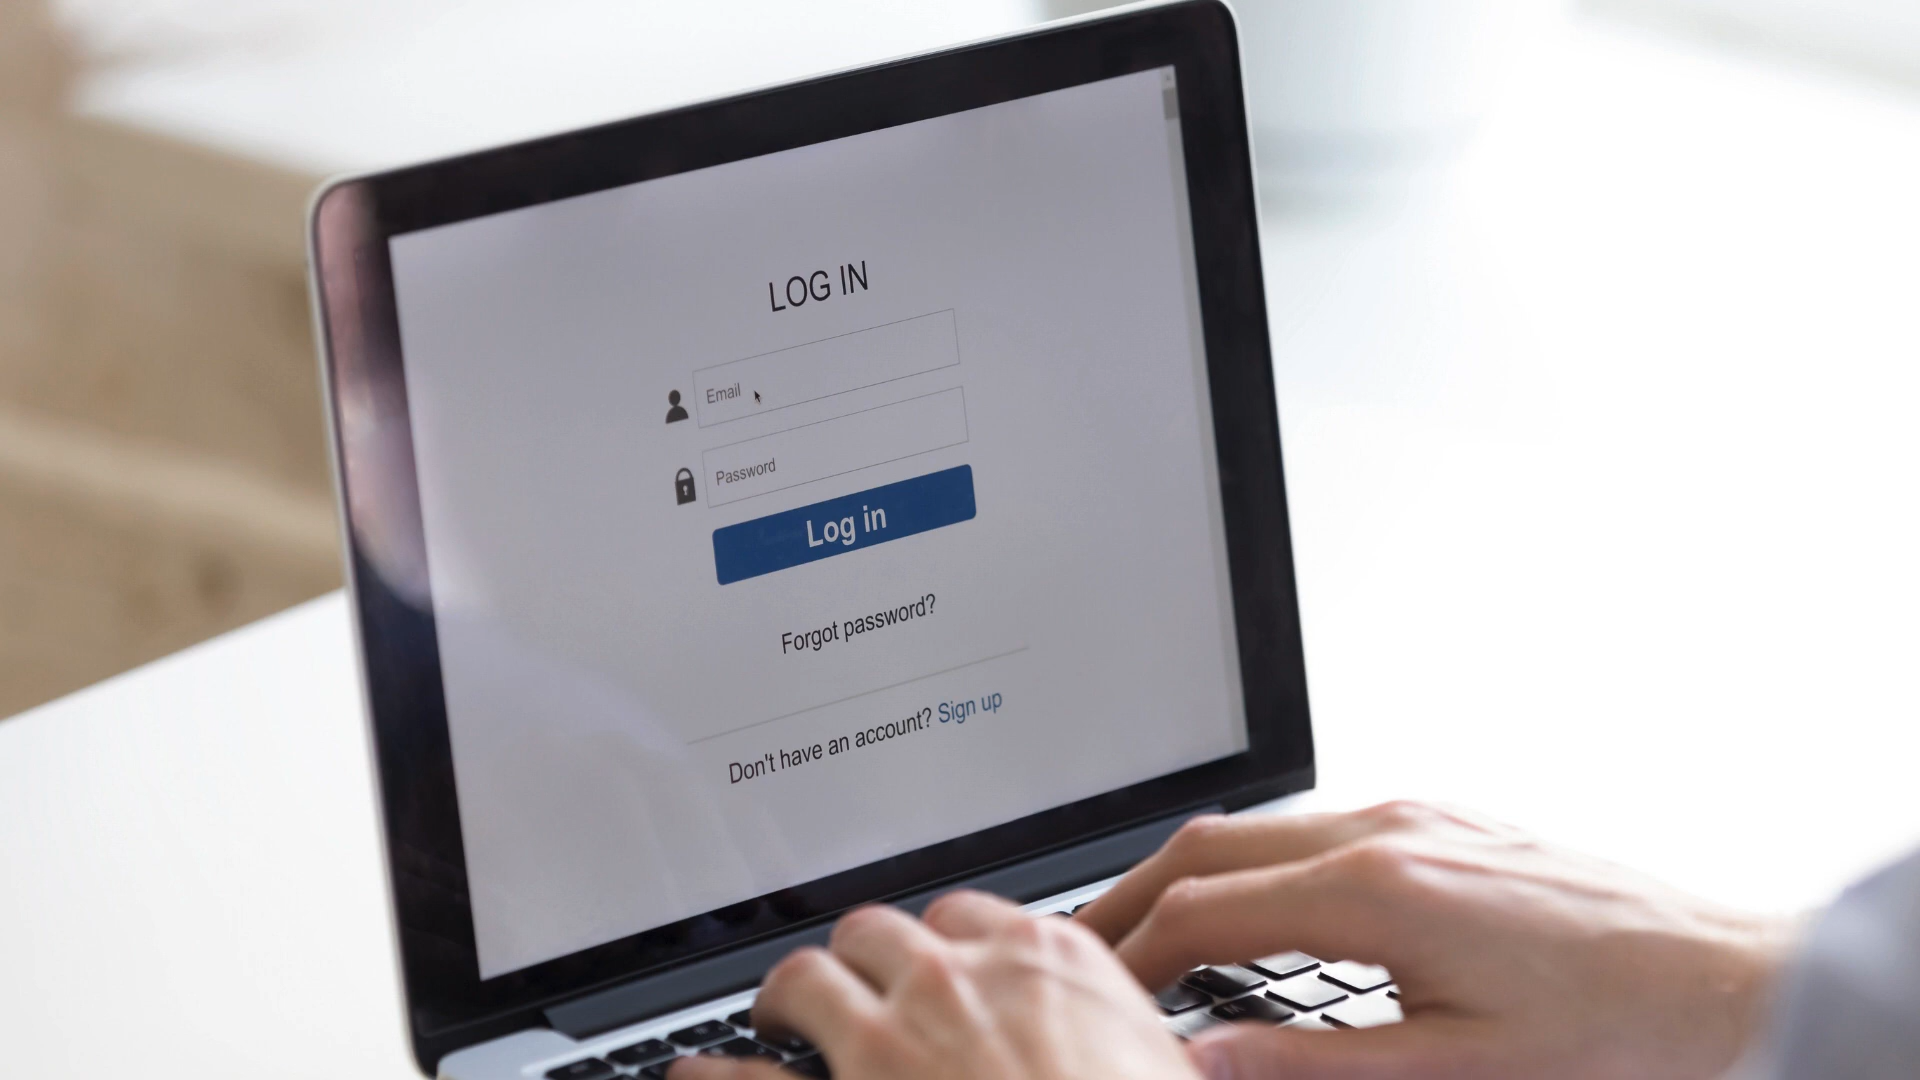 LOG IN
Email
Password
Log in
Forgot password?
Don't have an account? Sign up